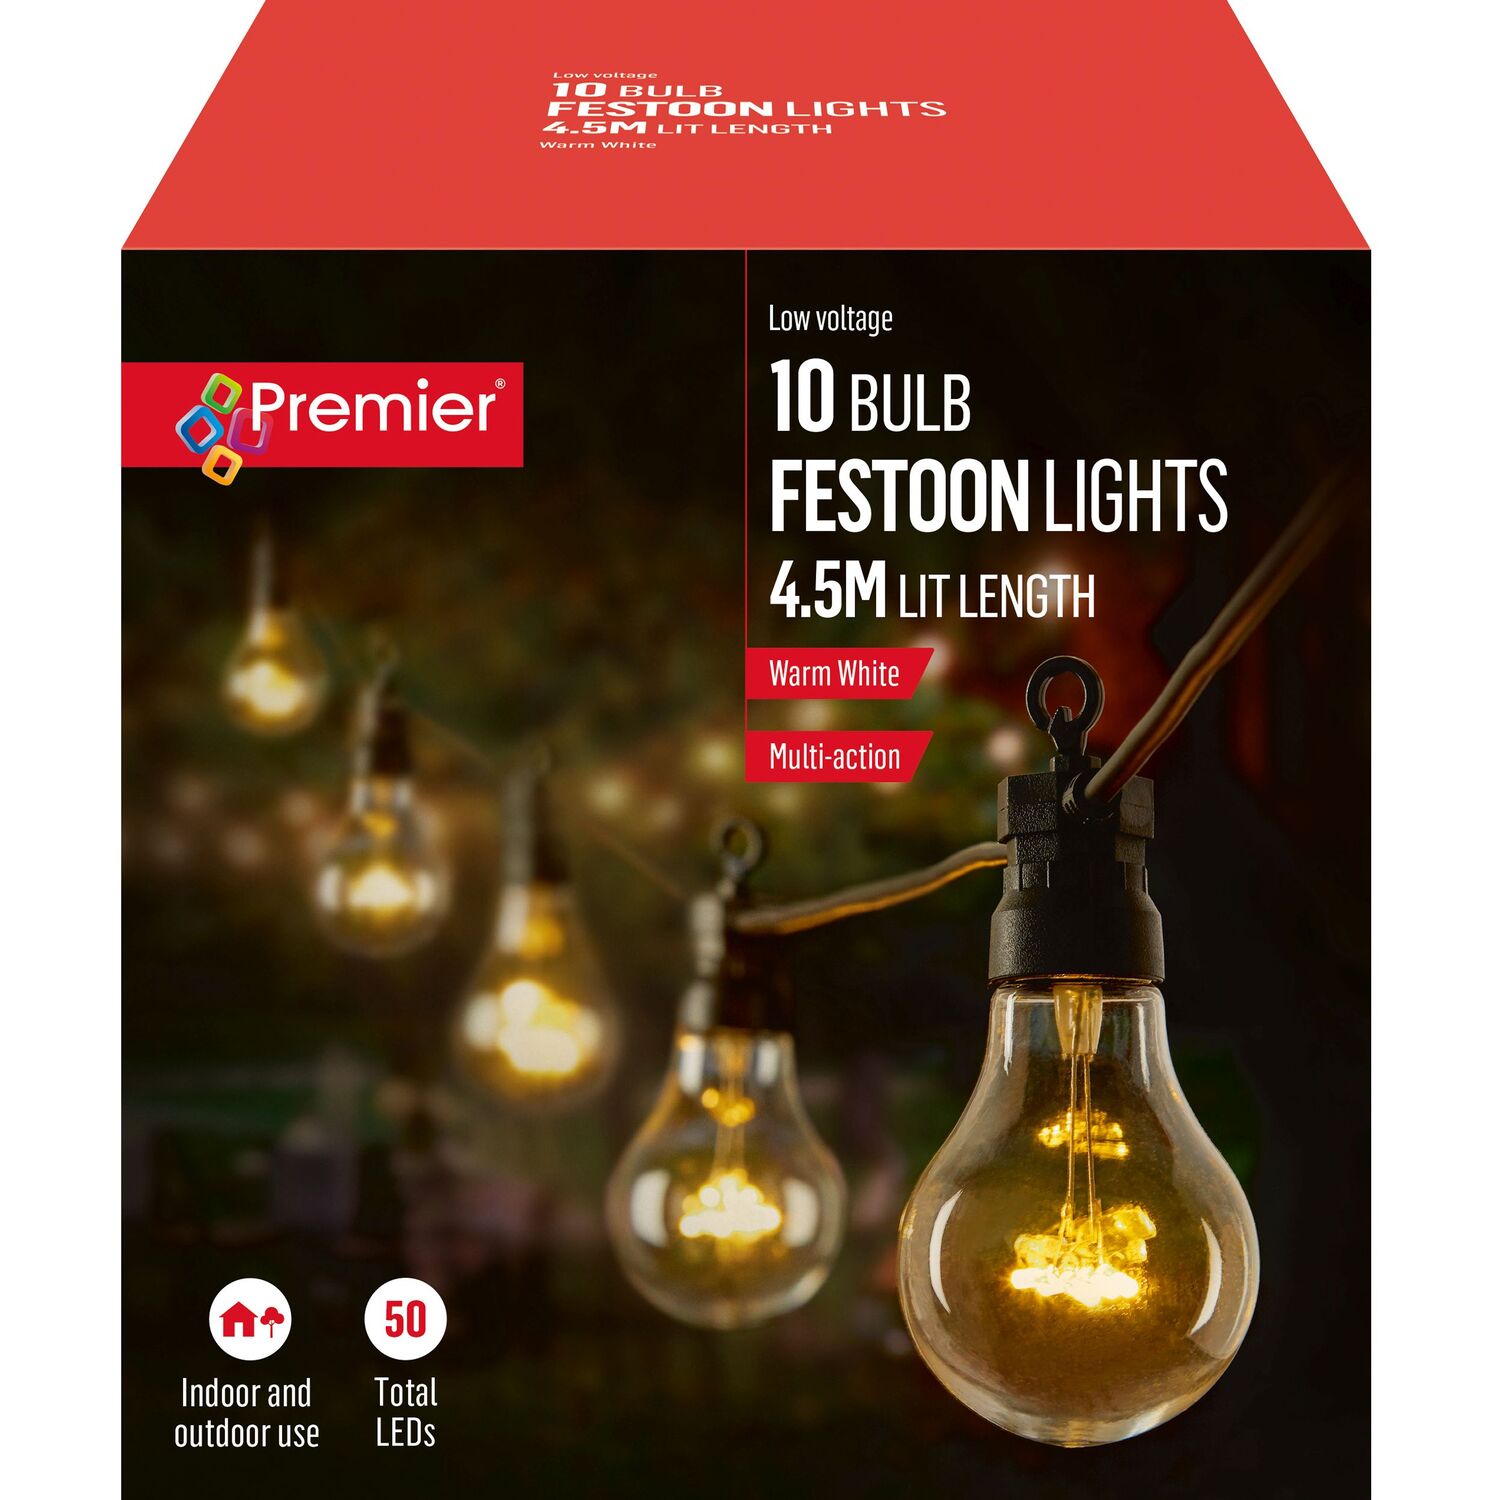 Low voltage
10 BULB
FESTOON LIGHTS
4.5M LIT LENGTH
Warm White
Premier®
Low voltage
10 BULB
FESTOON LIGHTS
4.5M LIT LENGTH
Warm White
Multi-action
50
Indoor and
outdoor use
Total
LEDs